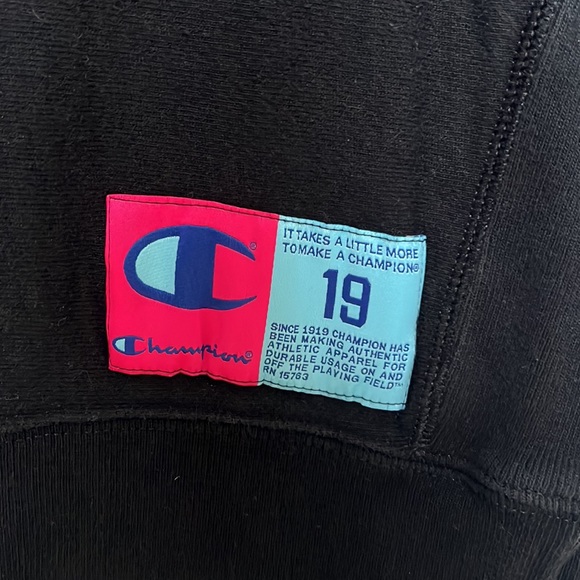 Champion®
IT TAKES A LITTLE MORE
TO MAKE A CHAMPION®
19
SINCE 1919 CHAMPION HAS
BEEN MAKING AUTHENTIC
ATHLETIC APPAREL FOR
DURABLE USAGE ON AND
OFF THE PLAYING FIELD™
RN 15763